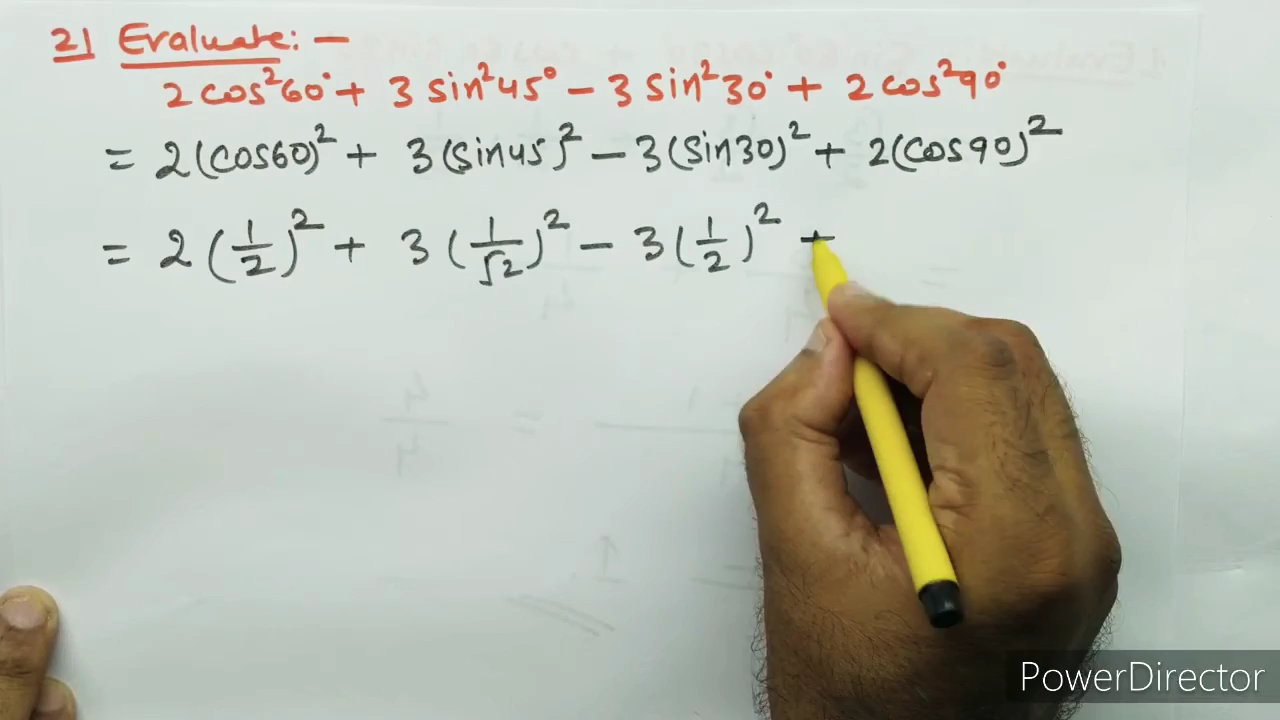 21 Evaluate: -
2 cos²60° + 3 sin²45° - 3 sin²30° + 2 cos²90°
= 2(cos60)² + 3(sin45)² - 3(sin30)² + 2(cos90)²
= 2 (1/2)² + 3 (1/√2)² - 3 (1/2)² +
PowerDirector